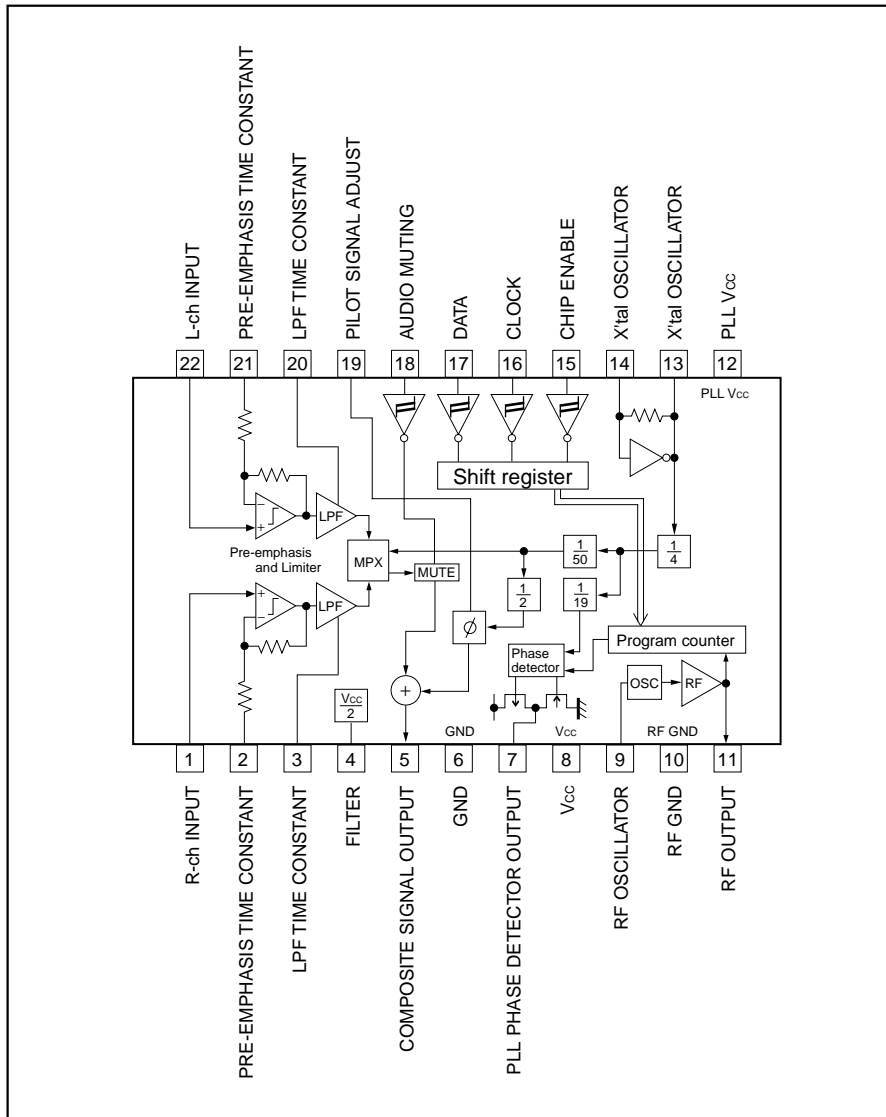 L-ch INPUT
PRE-EMPHASIS TIME CONSTANT
LPF TIME CONSTANT
PILOT SIGNAL ADJUST
AUDIO MUTING
DATA
CLOCK
CHIP ENABLE
X'tal OSCILLATOR
X'tal OSCILLATOR
PLL VCC
22
21
20
19
18
17
16
15
14
13
12
PLL VCC
Shift register
LPF
Pre-emphasis
and Limiter
MPX
MUTE
1
50
1
4
1
2
1
19
LPF
ϕ
Phase
detector
Program counter
OSC
RF
VCC
2
GND
VCC
RF GND
1
2
3
4
5
6
7
8
9
10
11
R-ch INPUT
PRE-EMPHASIS TIME CONSTANT
LPF TIME CONSTANT
FILTER
COMPOSITE SIGNAL OUTPUT
GND
PLL PHASE DETECTOR OUTPUT
VCC
RF OSCILLATOR
RF GND
RF OUTPUT